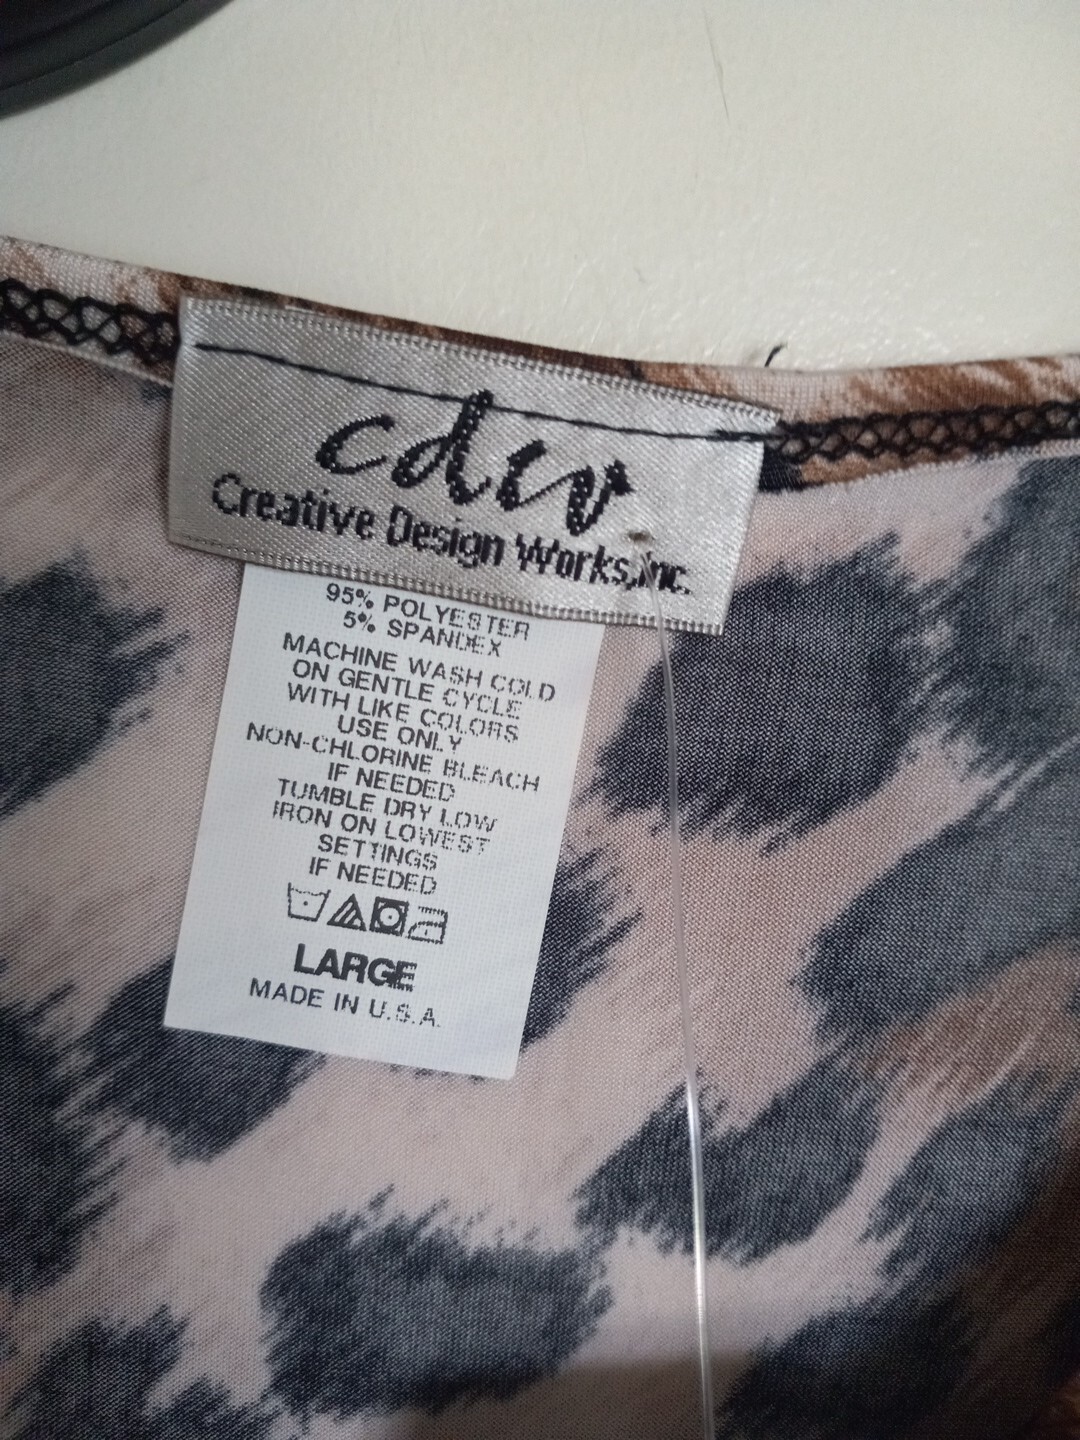 cdw
Creative Design Works, Inc.
95% POLYESTER
5% SPANDEX
MACHINE WASH COLD
ON GENTLE CYCLE
WITH LIKE COLORS
USE ONLY
NON-CHLORINE BLEACH
IF NEEDED
TUMBLE DRY LOW
IRON ON LOWEST
SETTINGS
IF NEEDED
LARGE
MADE IN U.S.A.